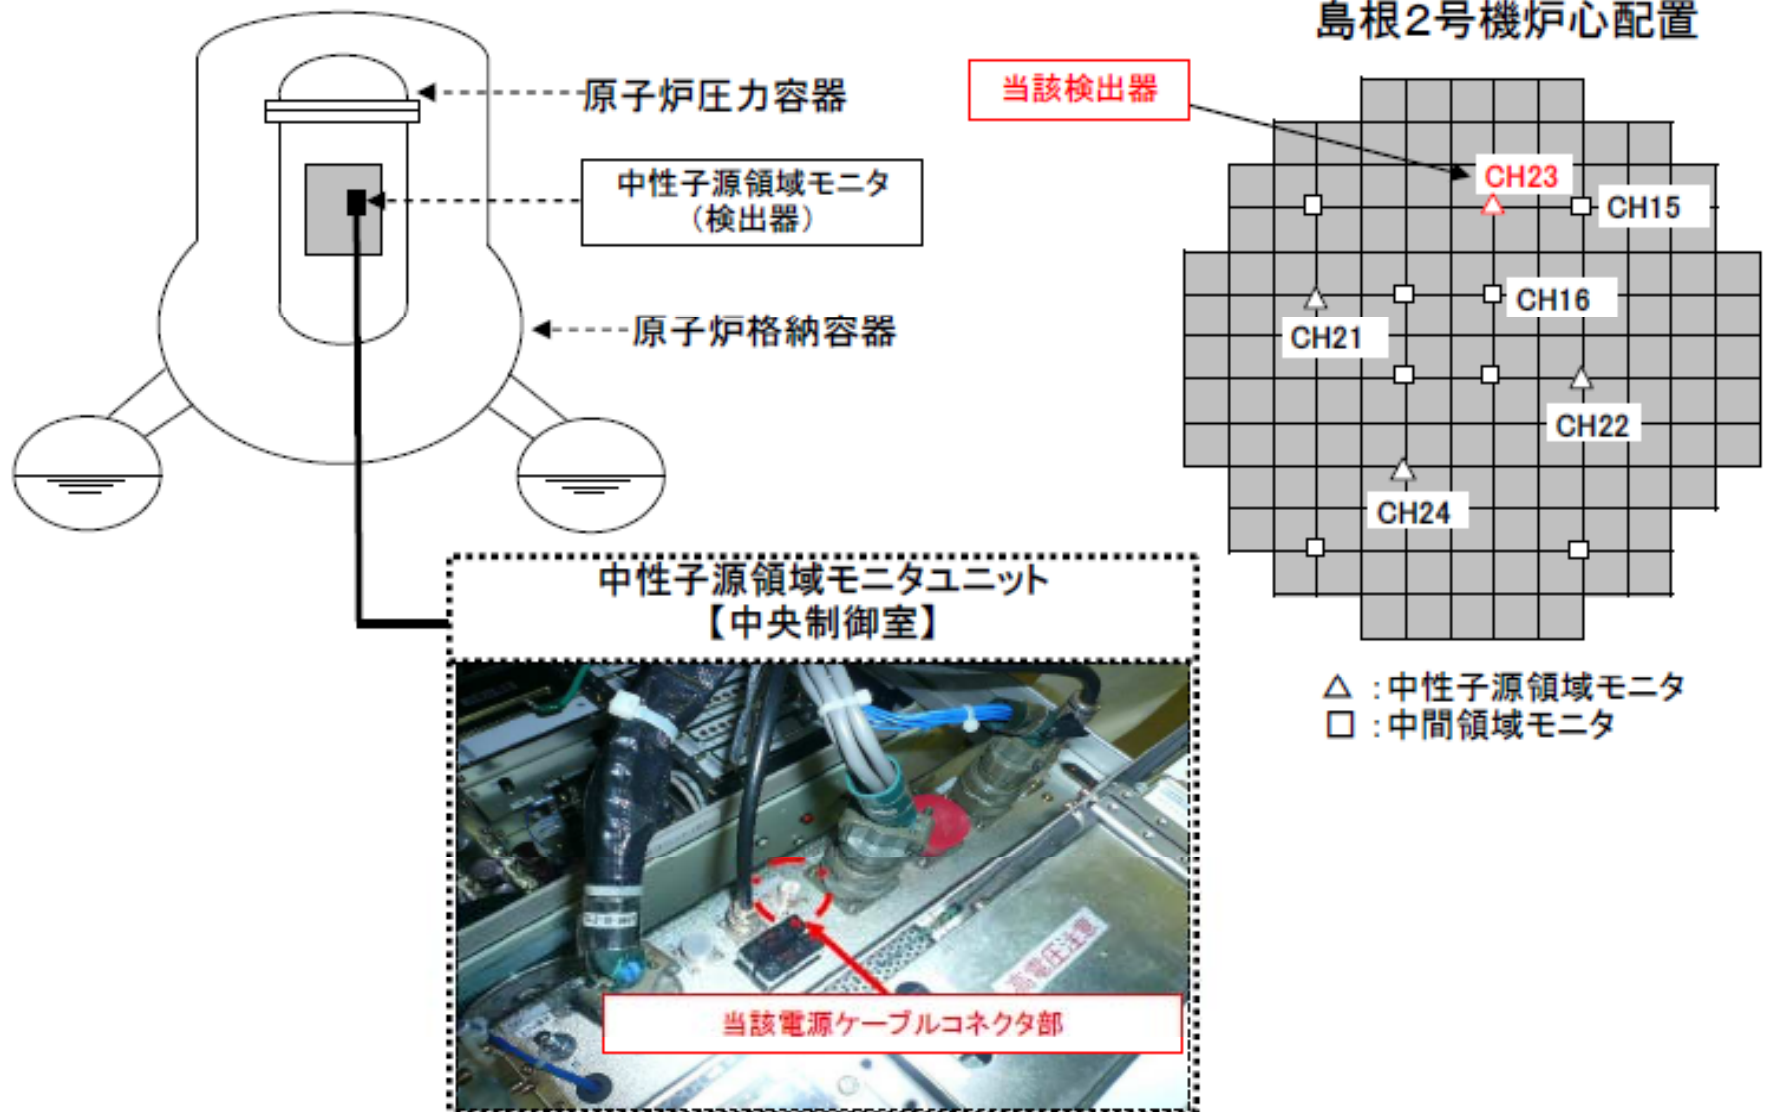 島根2号機炉心配置
原子炉圧力容器
当該検出器
中性子源領域モニタ
(検出器)
CH23
CH15
原子炉格納容器
CH16
CH21
CH22
CH24
中性子源領域モニタユニット
【中央制御室】
△ :中性子源領域モニタ
□ :中間領域モニタ
高電圧注意
当該電源ケーブルコネクタ部